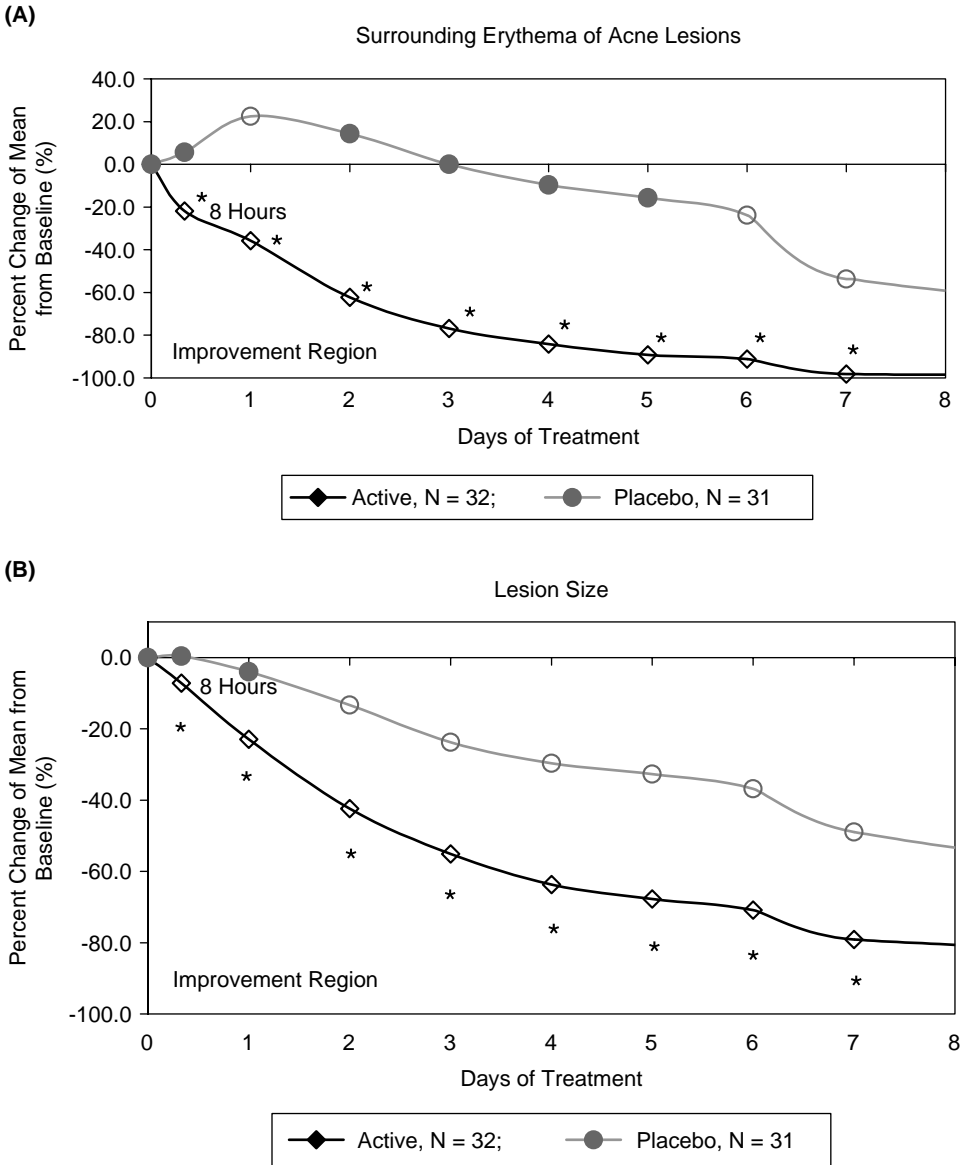 (A)
Surrounding Erythema of Acne Lesions
Percent Change of Mean
from Baseline (%)
40.0
20.0
0.0
-20.0
-40.0
-60.0
-80.0
-100.0
*
8 Hours
*
*
*
*
*
*
*
Improvement Region
0 1 2 3 4 5 6 7 8
Days of Treatment
Active, N = 32; Placebo, N = 31
(B)
Lesion Size
Percent Change of Mean from
Baseline (%)
0.0
-20.0
-40.0
-60.0
-80.0
-100.0
8 Hours
*
*
*
*
*
*
*
*
Improvement Region
0 1 2 3 4 5 6 7 8
Days of Treatment
Active, N = 32; Placebo, N = 31